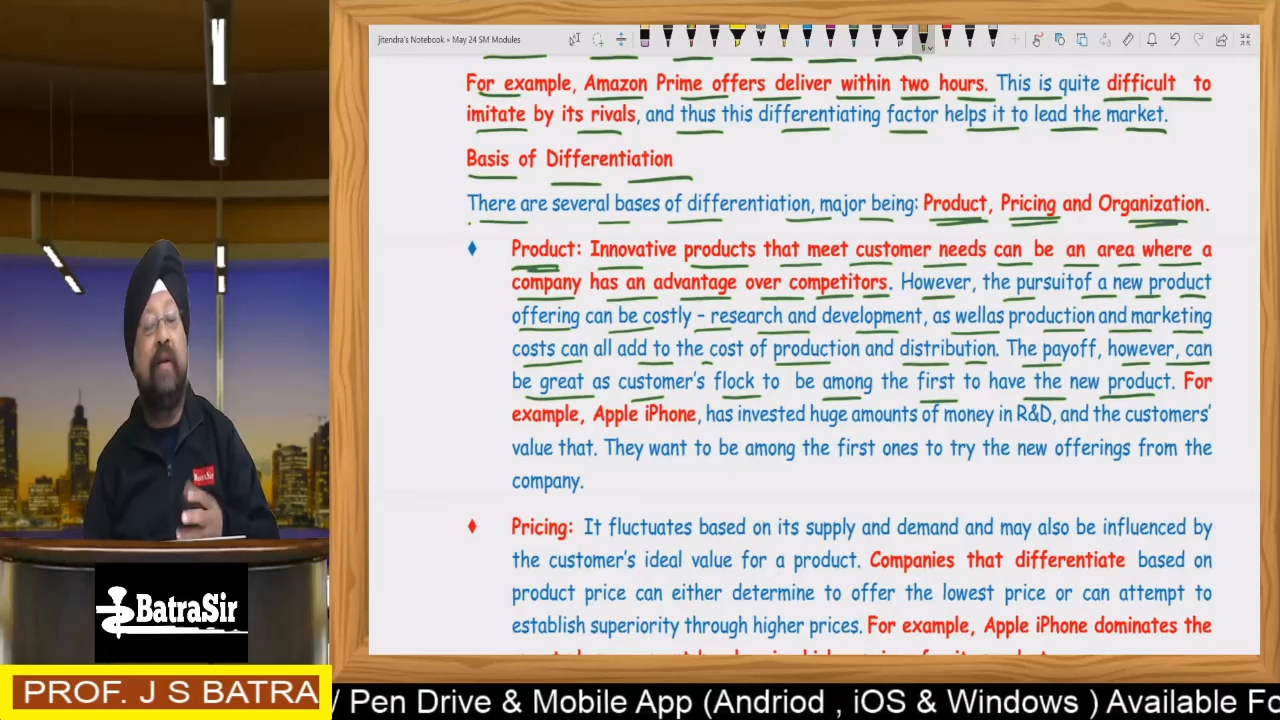 jitendra's Notebook » May 24 SM Modules
For example, Amazon Prime offers deliver within two hours. This is quite difficult to
imitate by its rivals, and thus this differentiating factor helps it to lead the market.
Basis of Differentiation
There are several bases of differentiation, major being: Product, Pricing and Organization.
Product: Innovative products that meet customer needs can be an area where a
company has an advantage over competitors. However, the pursuitof a new product
offering can be costly – research and development, as wellas production and marketing
costs can all add to the cost of production and distribution. The payoff, however, can
be great as customer's flock to be among the first to have the new product. For
example, Apple iPhone, has invested huge amounts of money in R&D, and the customers'
value that. They want to be among the first ones to try the new offerings from the
company.
Pricing: It fluctuates based on its supply and demand and may also be influenced by
the customer's ideal value for a product. Companies that differentiate based on
product price can either determine to offer the lowest price or can attempt to
establish superiority through higher prices. For example, Apple iPhone dominates the
BatraSir
BatraSir
PROF. J S BATRA
/ Pen Drive & Mobile App (Andriod , iOS & Windows ) Available Fo